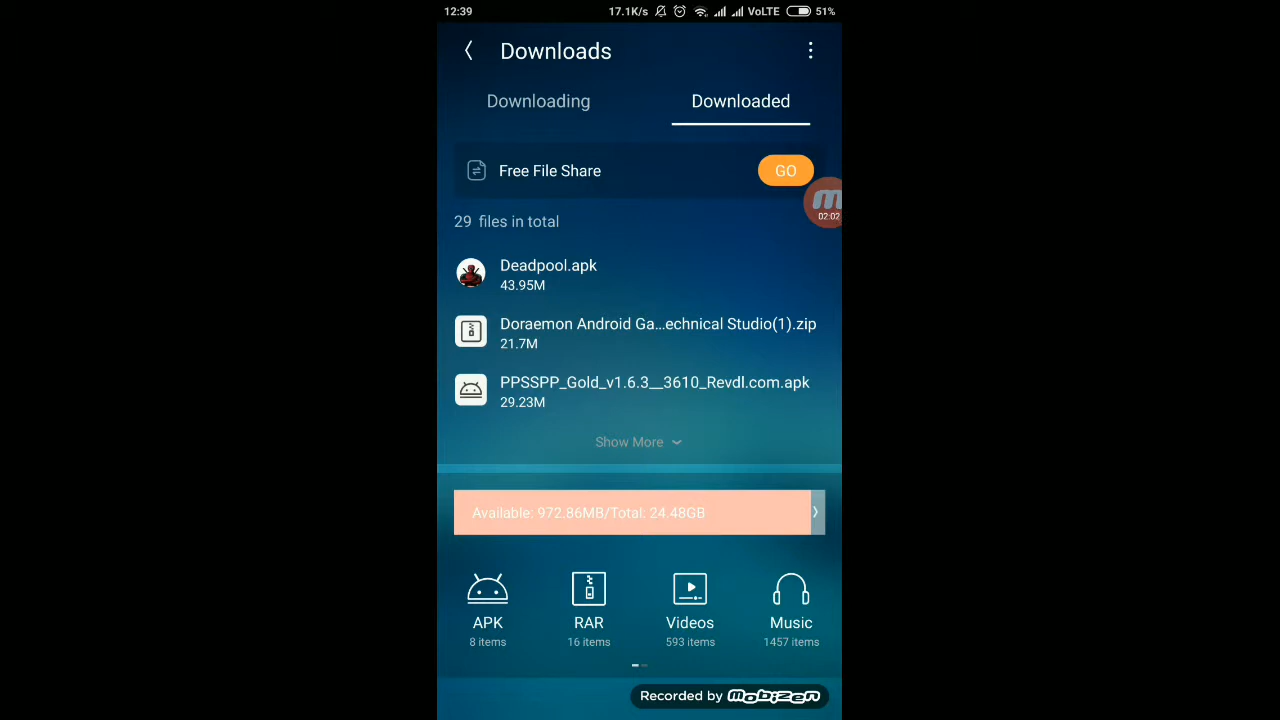 12:39
17.1K/s
VoLTE
51%
Downloads
Downloading
Downloaded
Free File Share
GO
02:02
29 files in total
Deadpool.apk
43.95M
Doraemon Android Ga...echnical Studio(1).zip
21.7M
PPSSPP_Gold_v1.6.3__3610_Revdl.com.apk
29.23M
Show More
Available: 972.86MB/Total: 24.48GB
APK
RAR
Videos
Music
8 items
16 items
593 items
1457 items
Recorded by mobizen